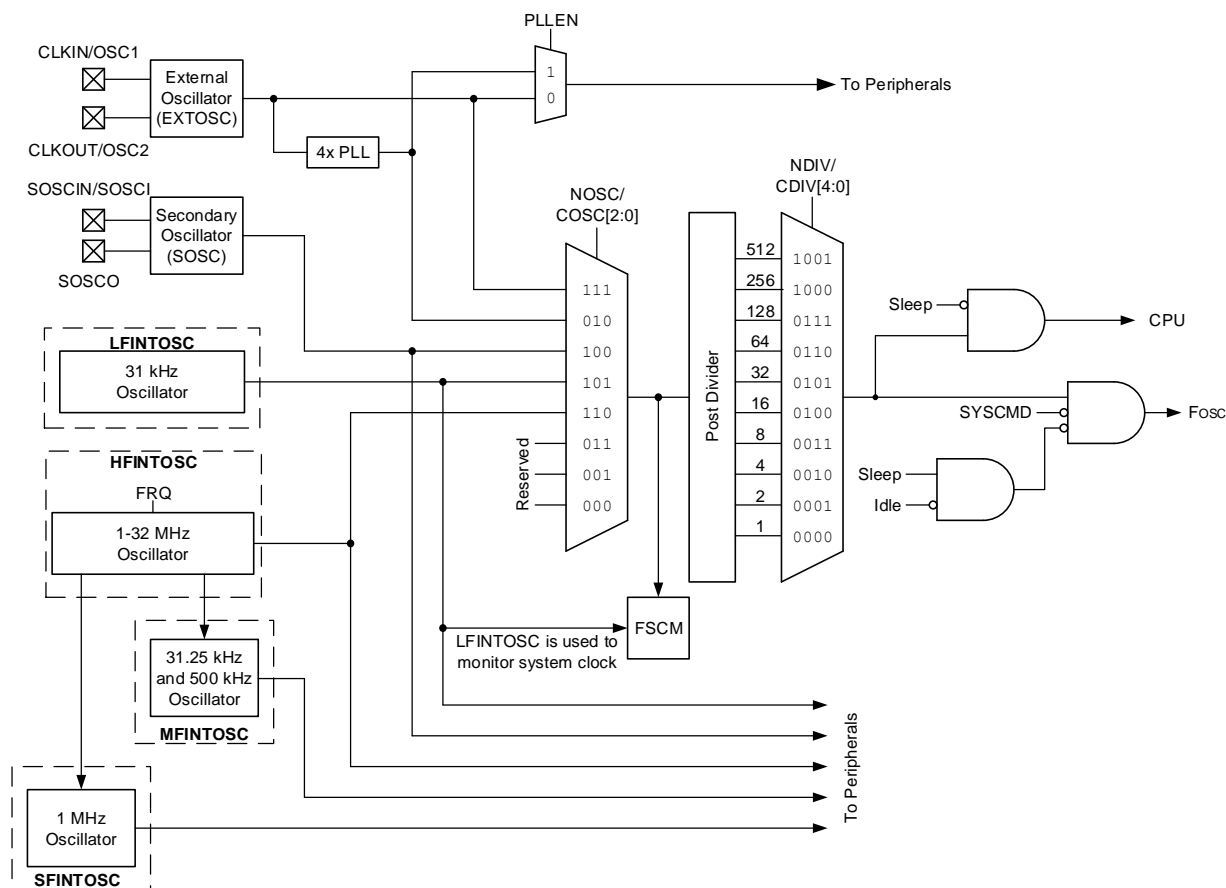 PLLEN
CLKIN/OSC1
External
Oscillator
(EXTOSC)
1
0
To Peripherals
CLKOUT/OSC2
4x PLL
SOSCIN/SOSCI
Secondary
Oscillator
(SOSC)
SOSCO
NOSC/
COSC[2:0]
111
010
100
101
110
011
001
000
Reserved
Post Divider
NDIV/
CDIV[4:0]
512
256
128
64
32
16
8
4
2
1
1001
1000
0111
0110
0101
0100
0011
0010
0001
0000
Sleep
CPU
SYSCMD
Fosc
Sleep
Idle
LFINTOSC
31 kHz
Oscillator
HFINTOSC
FRQ
1-32 MHz
Oscillator
FSCM
LFINTOSC is used to
monitor system clock
31.25 kHz
and 500 kHz
Oscillator
MFINTOSC
To Peripherals
1 MHz
Oscillator
SFINTOSC